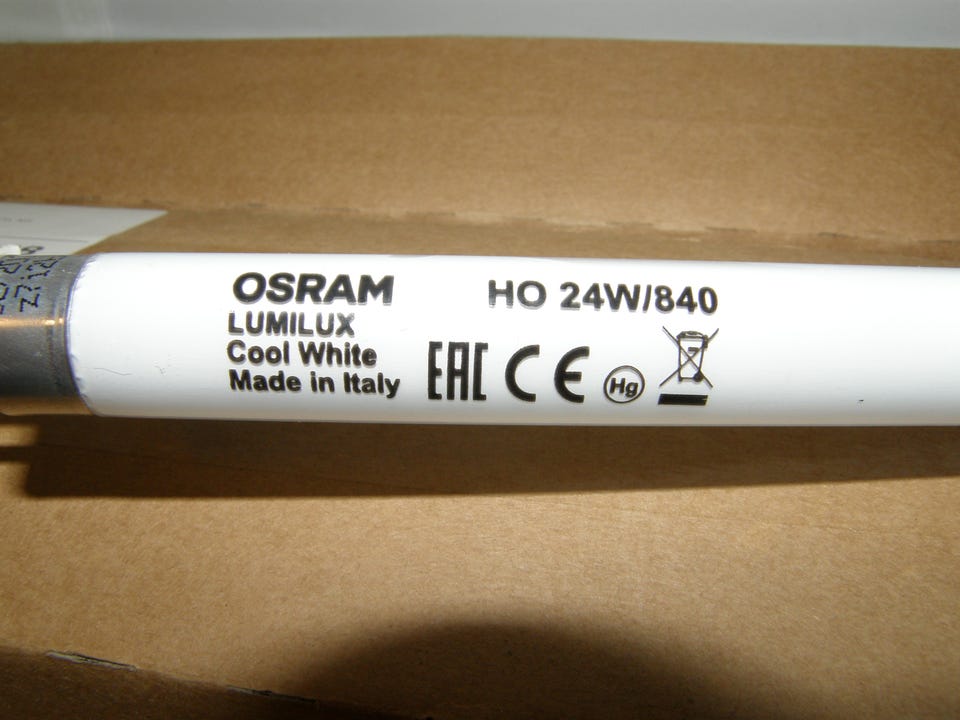 OSRAM
LUMILUX
Cool White
Made in Italy
HO 24W/840
EAC CE Hg